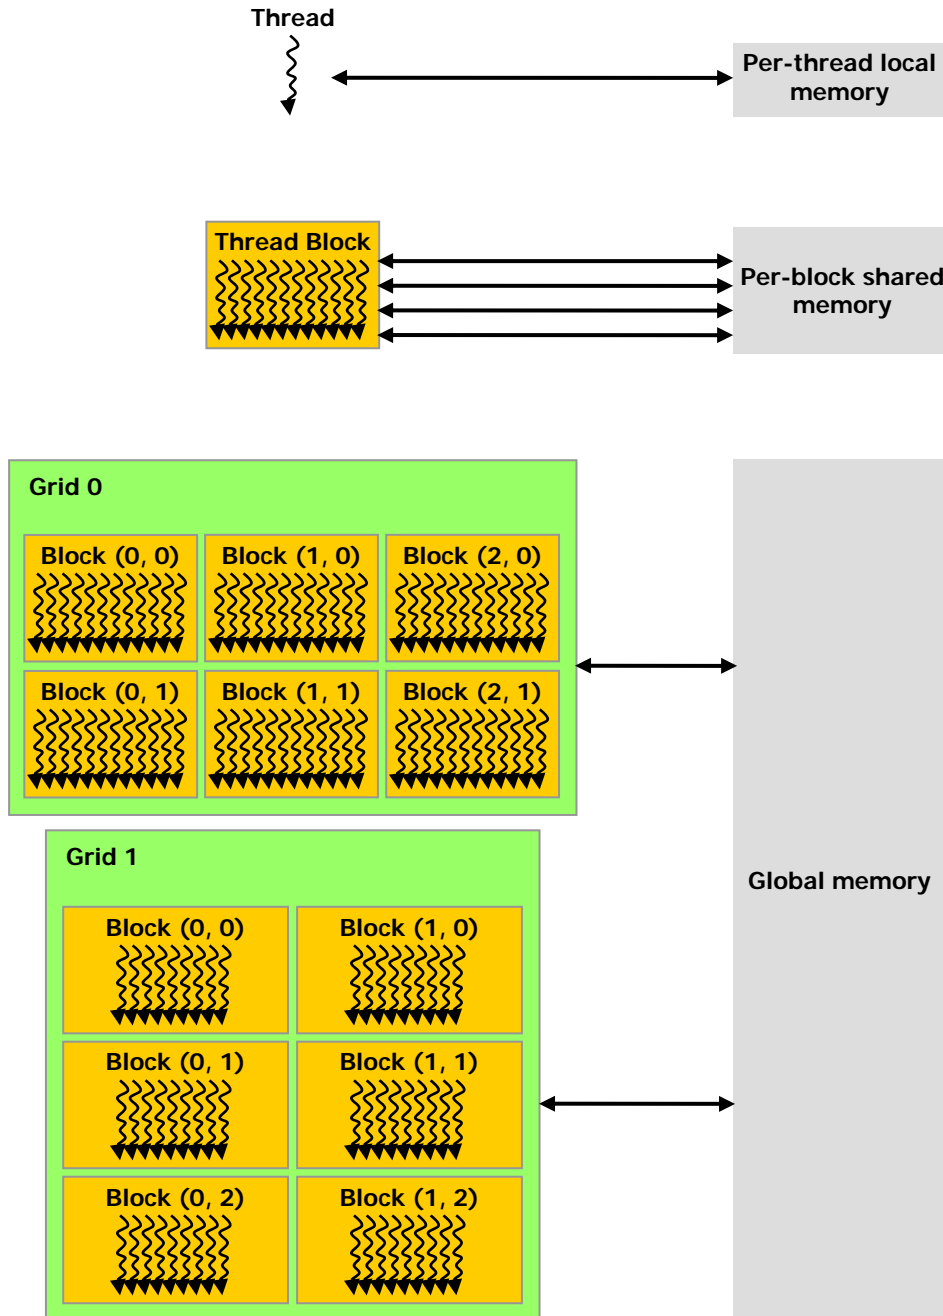 Thread
Per-thread local
memory
Thread Block
Per-block shared
memory
Grid 0
Block (0, 0)
Block (1, 0)
Block (2, 0)
Block (0, 1)
Block (1, 1)
Block (2, 1)
Grid 1
Global memory
Block (0, 0)
Block (1, 0)
Block (0, 1)
Block (1, 1)
Block (0, 2)
Block (1, 2)